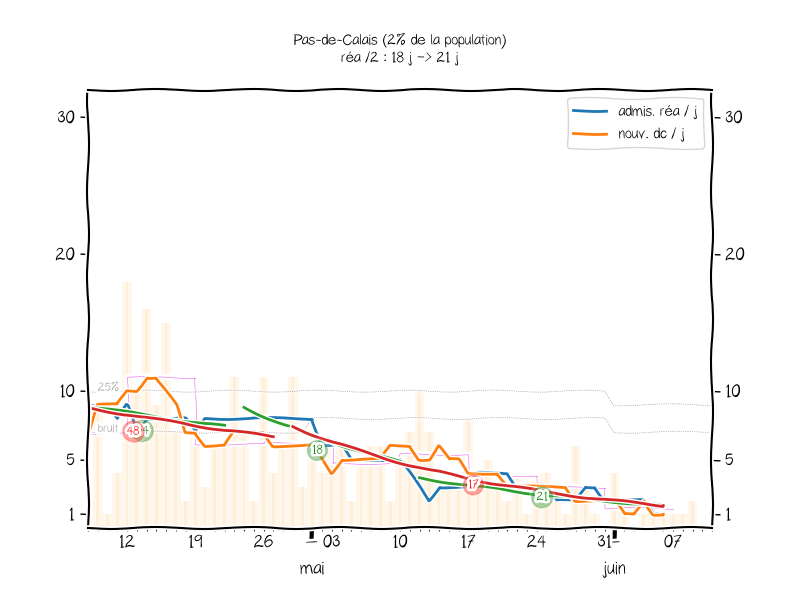 Pas-de-Calais (2% de la population)
réa /2 : 18 j -> 21 j
admis. réa / j
nouv. dc / j
30
30
20
20
25%
10
10
bruit
48
4
18
5
5
17
21
1
1
12 19 26 03 10 17 24 31 07
mai juin